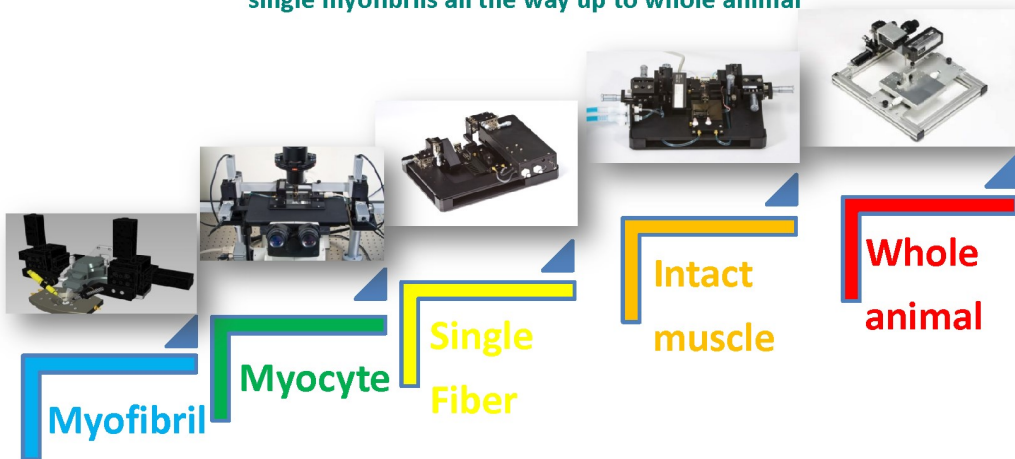 single myofibrils all the way up to whole animal
Myofibril
Myocyte
Single
Fiber
Intact
muscle
Whole
animal